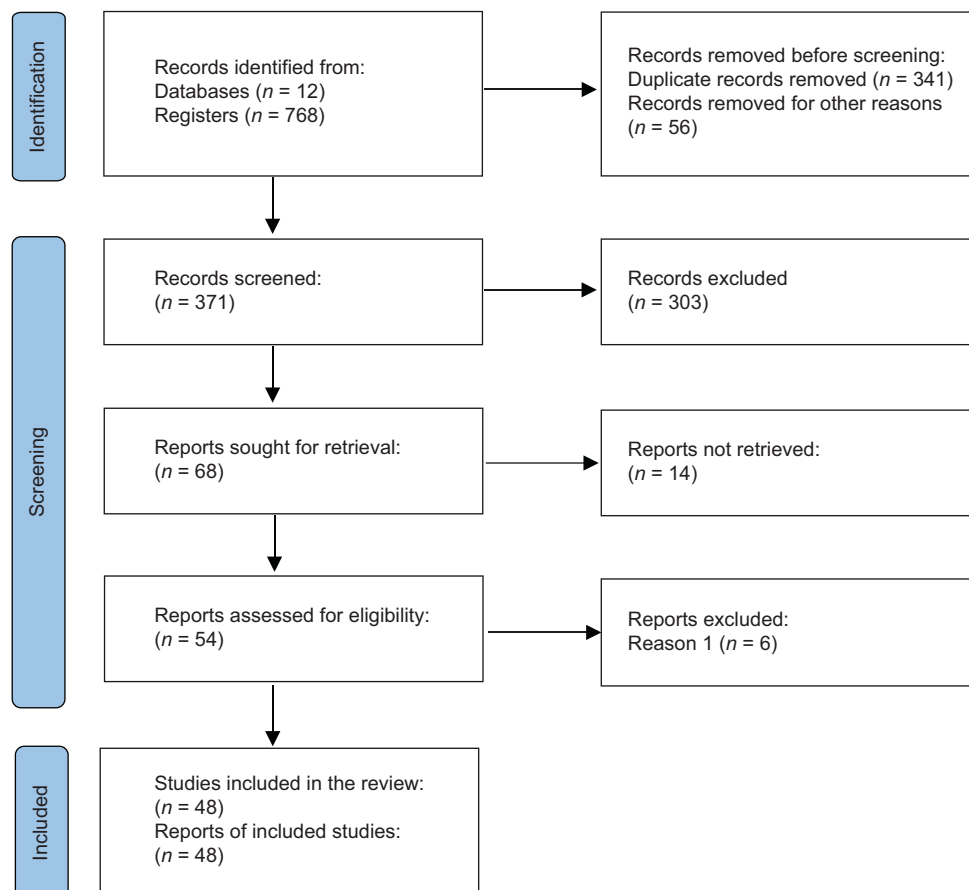 Identification
Records identified from:
Databases (n = 12)
Registers (n = 768)
Records removed before screening:
Duplicate records removed (n = 341)
Records removed for other reasons
(n = 56)
Screening
Records screened:
(n = 371)
Records excluded
(n = 303)
Reports sought for retrieval:
(n = 68)
Reports not retrieved:
(n = 14)
Reports assessed for eligibility:
(n = 54)
Reports excluded:
Reason 1 (n = 6)
Included
Studies included in the review:
(n = 48)
Reports of included studies:
(n = 48)